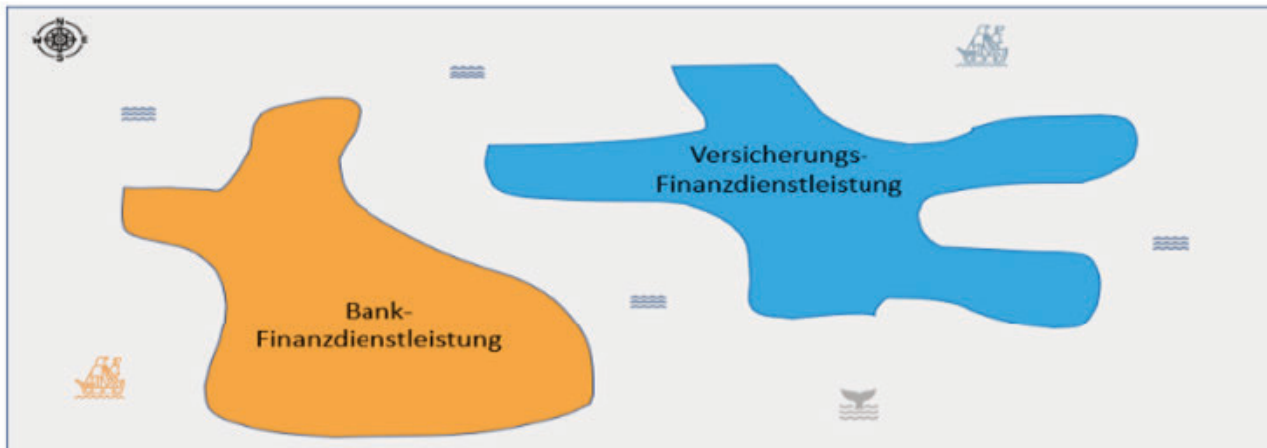 N
W E
S
Versicherungs-
Finanzdienstleistung
Bank-
Finanzdienstleistung